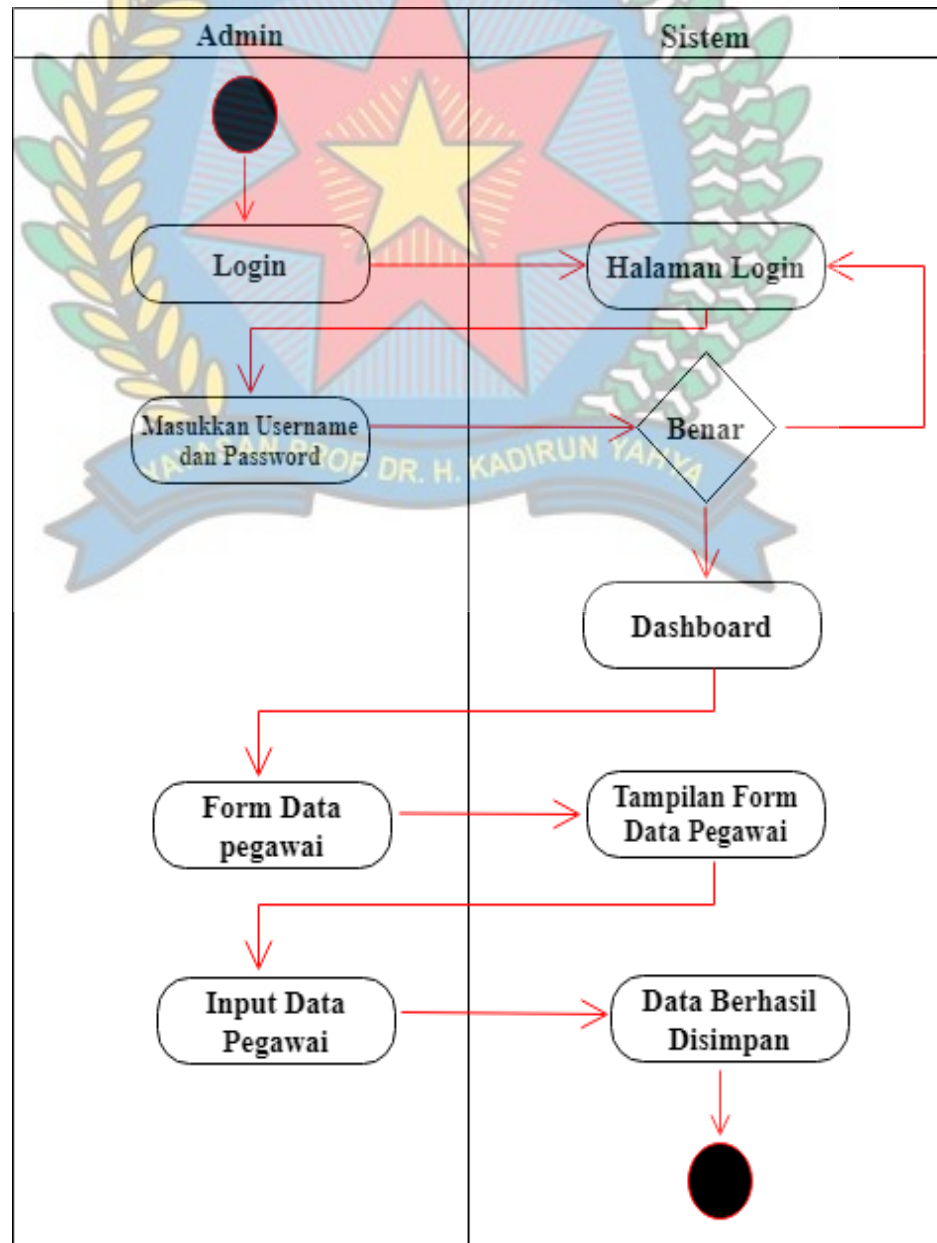 Admin
Sistem
Login
Halaman Login
Masukkan Username
dan Password
Benar
YAYASAN PROF. DR. H. KADIRUN YAHYA
Dashboard
Form Data
pegawai
Tampilan Form
Data Pegawai
Input Data
Pegawai
Data Berhasil
Disimpan